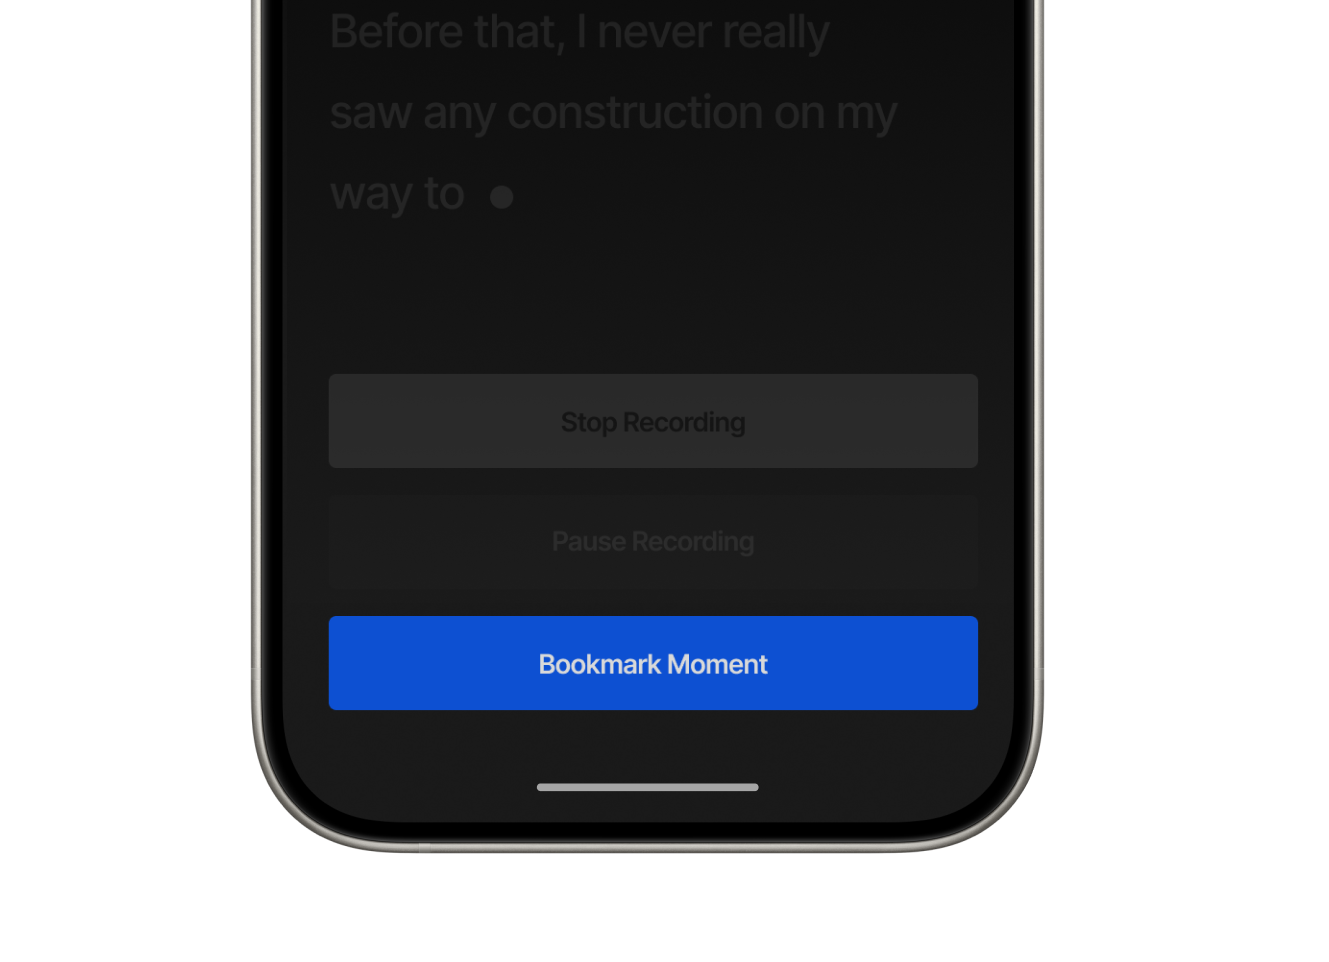 Before that, I never really
saw any construction on my
way to
Stop Recording
Pause Recording
Bookmark Moment